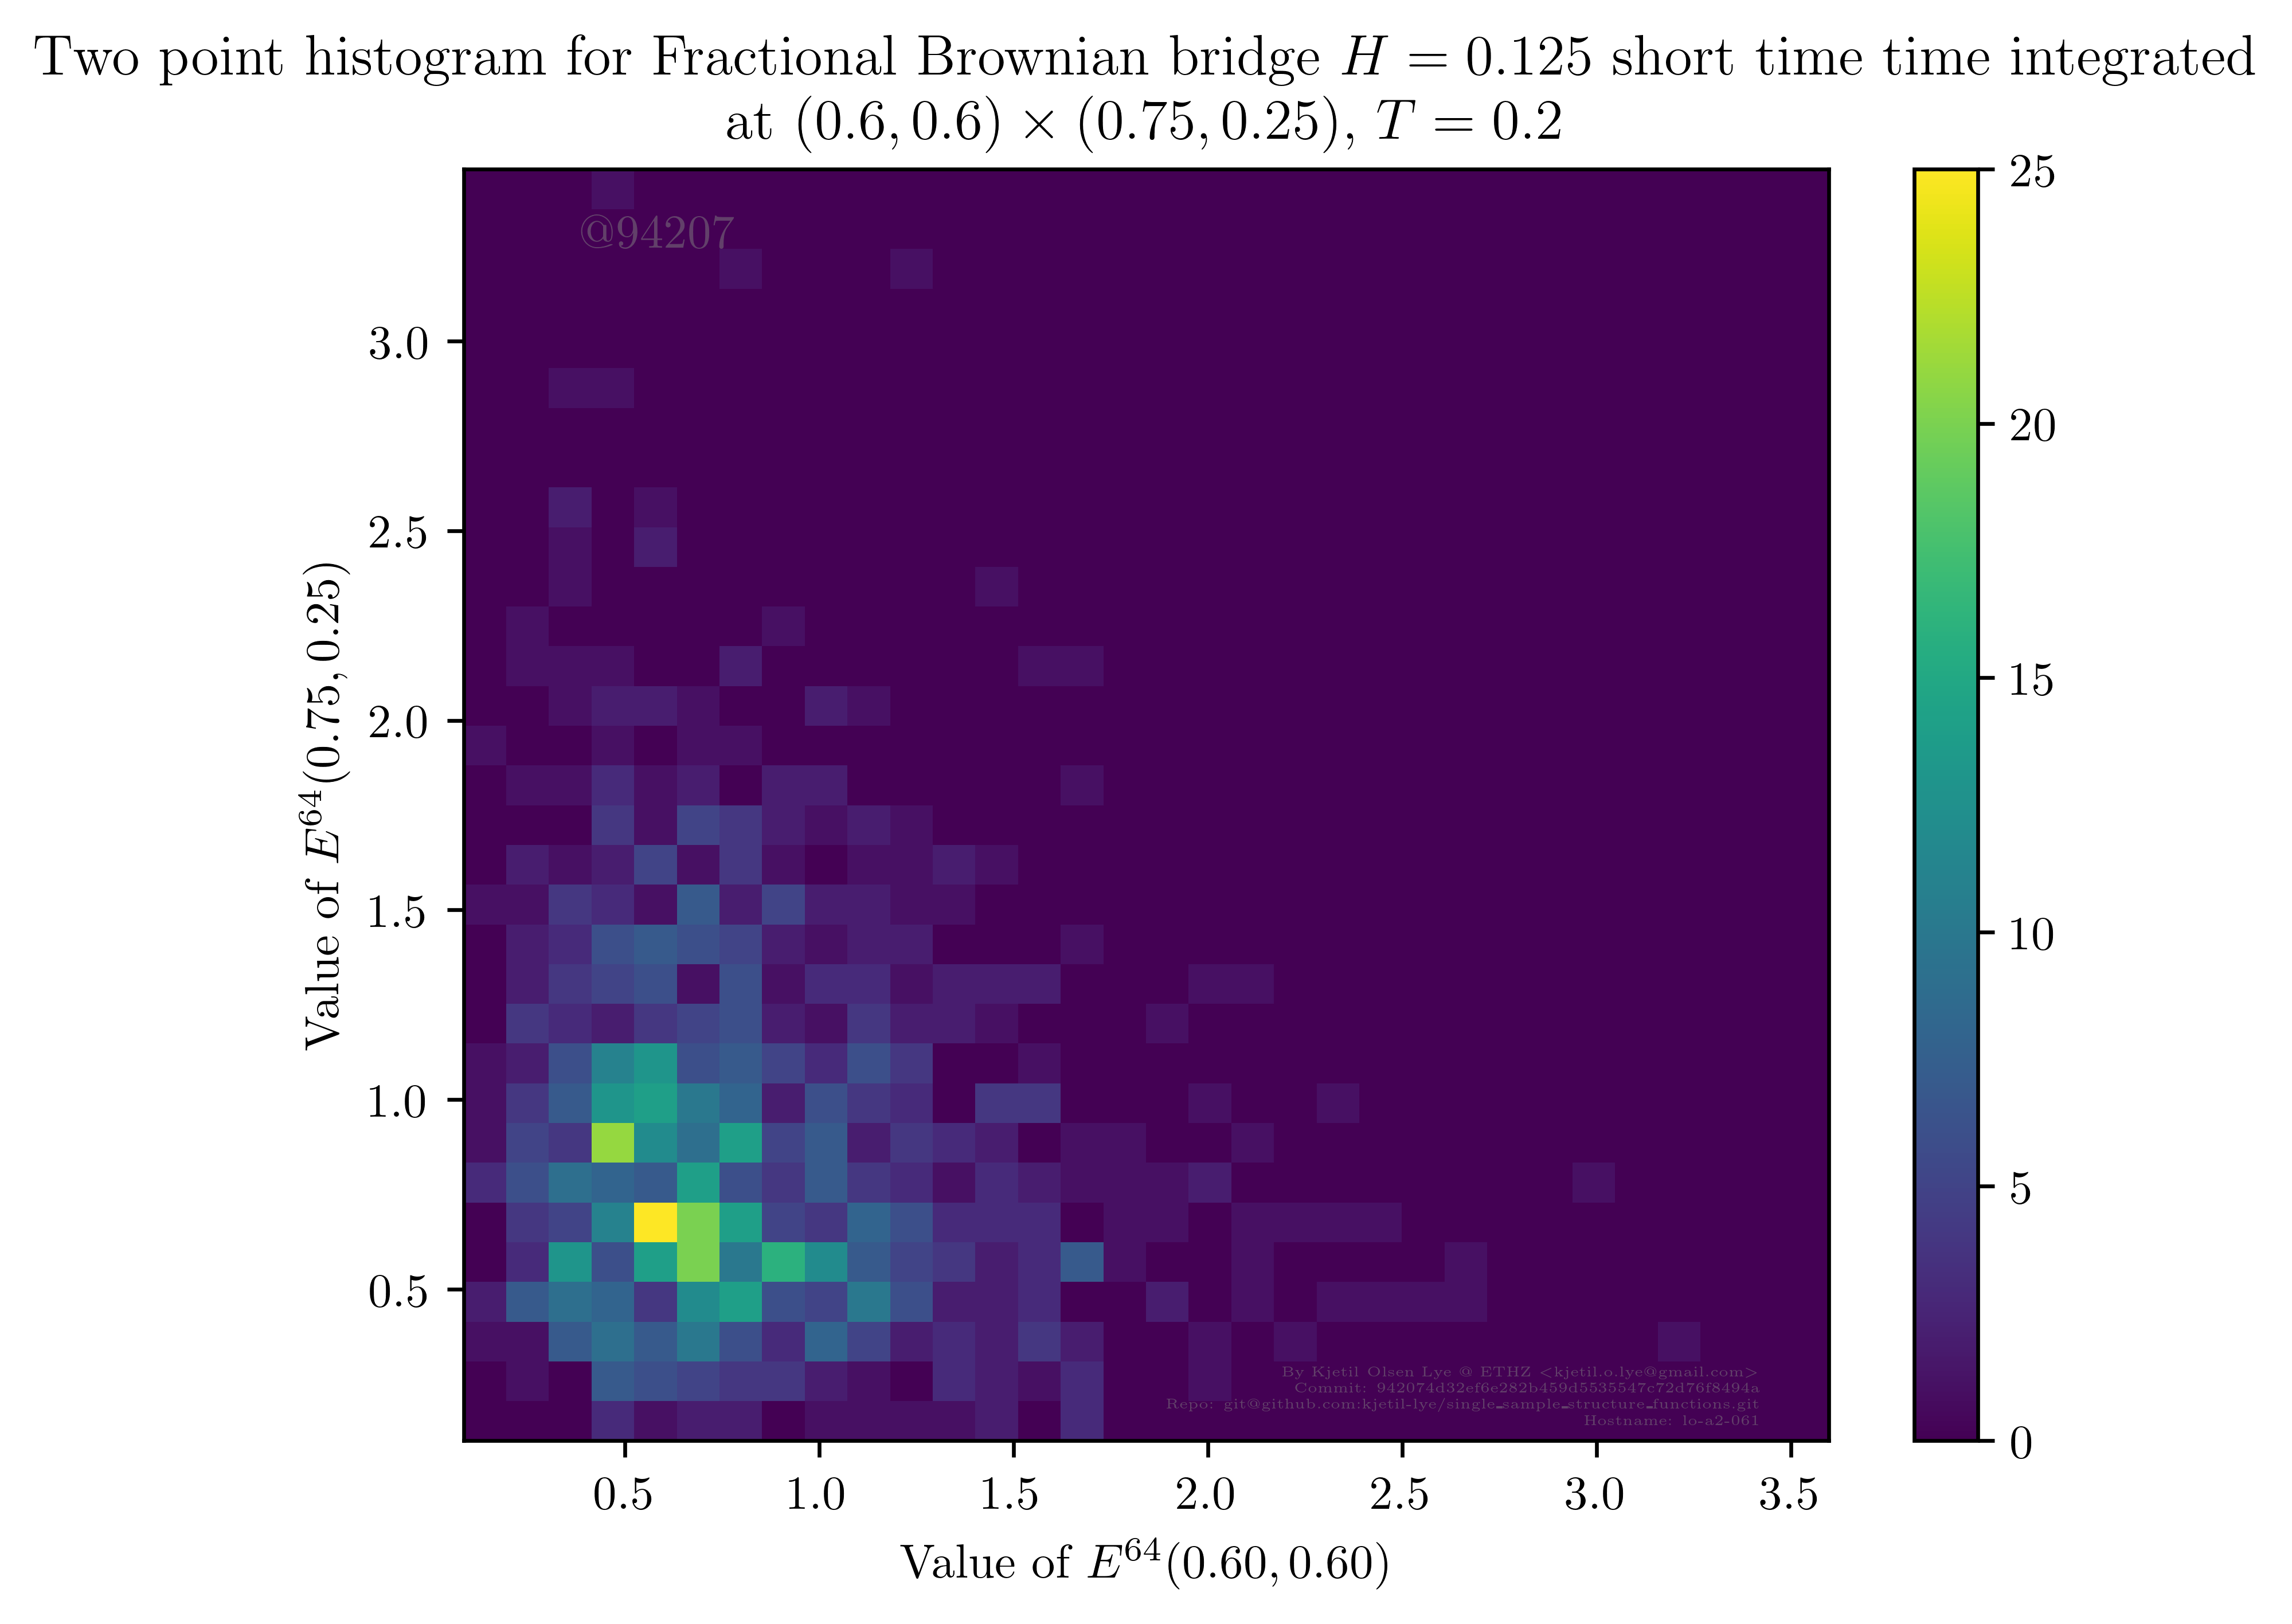 Two point histogram for Fractional Brownian bridge H = 0.125 short time time integrated
at (0.6, 0.6) × (0.75, 0.25), T = 0.2
@94207
3.0
2.5
2.0
1.5
1.0
0.5
Value of E^64(0.75, 0.25)
25
20
15
10
5
0
By Kjetil Olsen Lye @ ETHZ <kjetil.o.lye@gmail.com>
Commit: 942074d32ef6e282b459d5535547c72d76f8494a
Repo: git@github.com:kjetil-lye/single_sample_structure_functions.git
Hostname: lo-a2-061
0.5 1.0 1.5 2.0 2.5 3.0 3.5
Value of E^64(0.60, 0.60)